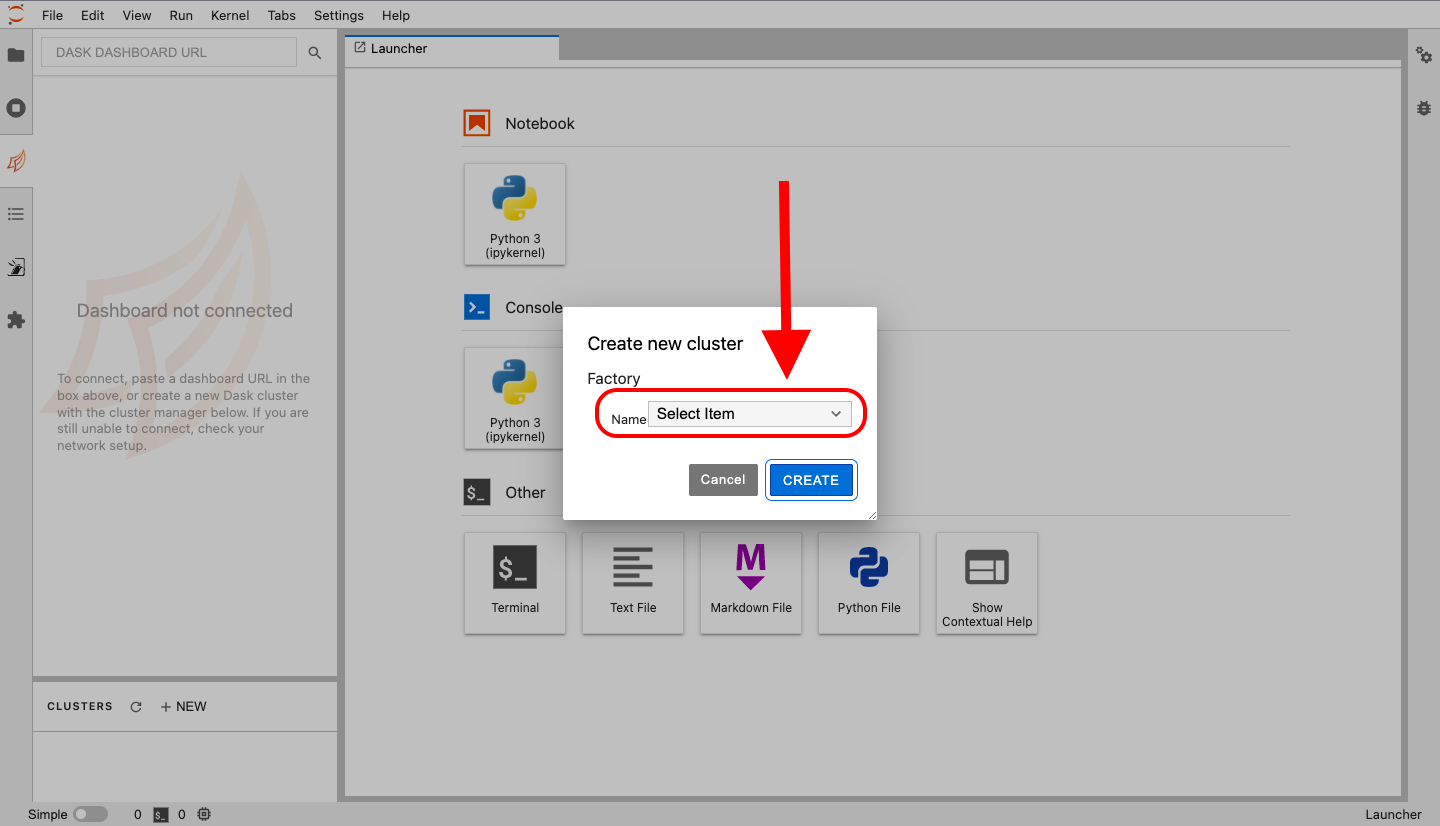 File Edit View Run Kernel Tabs Settings Help
DASK DASHBOARD URL
Dashboard not connected
To connect, paste a dashboard URL in the
box above, or create a new Dask cluster
with the cluster manager below. If you are
still unable to connect, check your
network setup.
CLUSTERS
NEW
Launcher
Notebook
Python 3
(ipykernel)
Console
Python 3
(ipykernel)
Create new cluster
Factory
Name Select Item
Cancel CREATE
Other
$_
$_
Terminal
Text File
M
Markdown File
Python File
Show
Contextual Help
Simple 0 $_ 0
Launcher